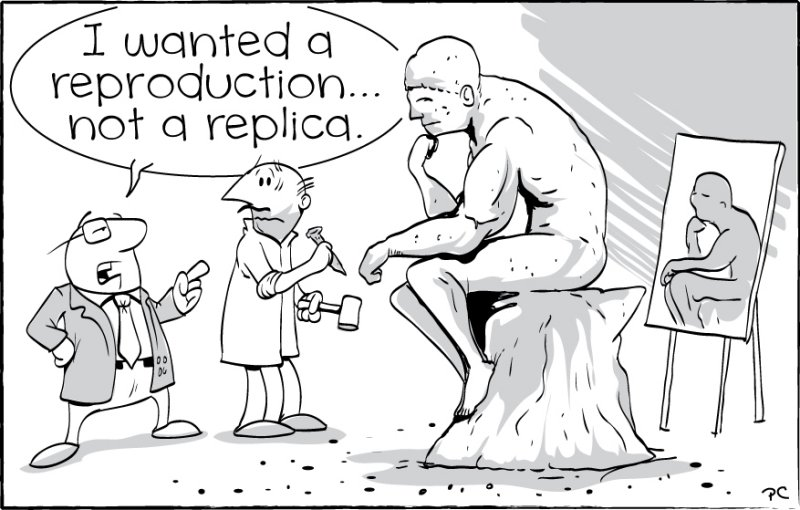 I wanted a
reproduction...
not a replica.
PC